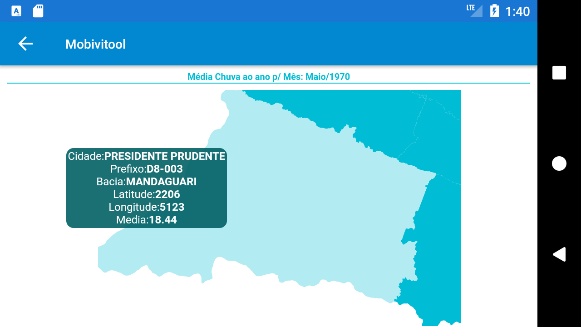 A
LTE
1:40
Mobivitool
Média Chuva ao ano p/ Mês: Maio/1970
Cidade:PRESIDENTE PRUDENTE
Prefixo:D8-003
Bacia:MANDAGUARI
Latitude:2206
Longitude:5123
Media:18.44